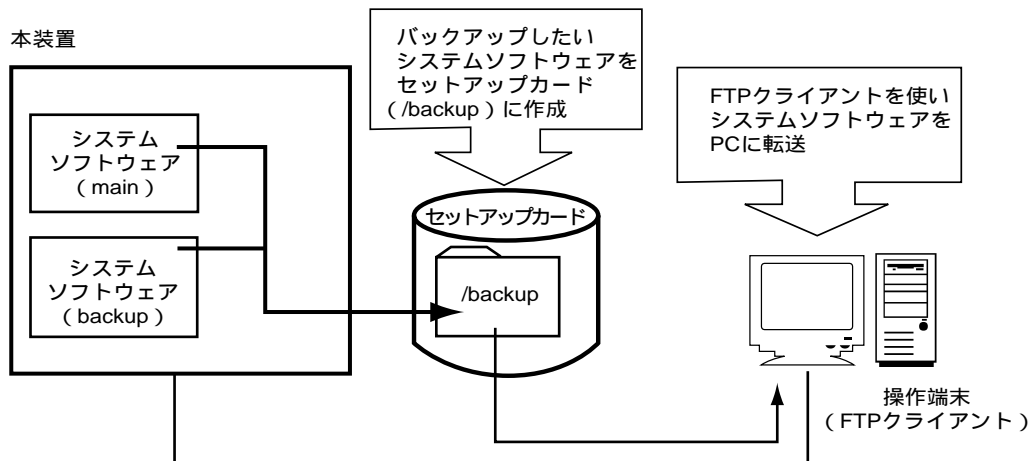 本装置
バックアップしたい
システムソフトウェアを
セットアップカード
（/backup）に作成
FTPクライアントを使い
システムソフトウェアを
PCに転送
システム
ソフトウェア
（main）
セットアップカード
システム
ソフトウェア
（backup）
/backup
操作端末
（FTPクライアント）